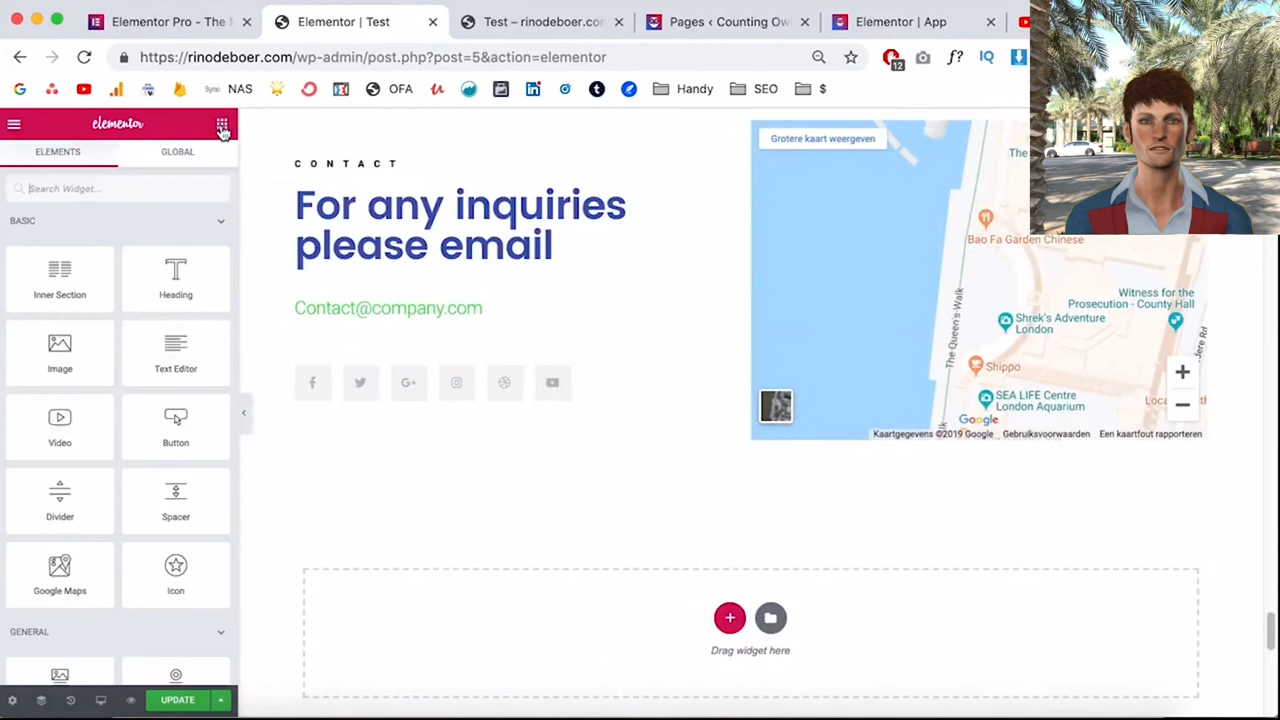 Elementor Pro - The M
Elementor | Test
Test – rinodeboer.co
Pages ‹ Counting Ow
Elementor | App
https://rinodeboer.com/wp-admin/post.php?post=5&action=elementor
12
f?
IQ
Sync
NAS
OFA
Handy
SEO
$
elementor
ELEMENTS
GLOBAL
Search Widget...
BASIC
Inner Section
Heading
Image
Text Editor
Video
Button
Divider
Spacer
Google Maps
Icon
GENERAL
UPDATE
CONTACT
For any inquiries
please email
Contact@company.com
Grotere kaart weergeven
The
Bao Fa Garden Chinese
Witness for the
Prosecution - County Hall
Shrek's Adventure
London
The Queen's Walk
Shippo
SEA LIFE Centre
London Aquarium
Google
Kaartgegevens ©2019 Google
Gebruiksvoorwaarden
Een kaartfout rapporteren
Drag widget here